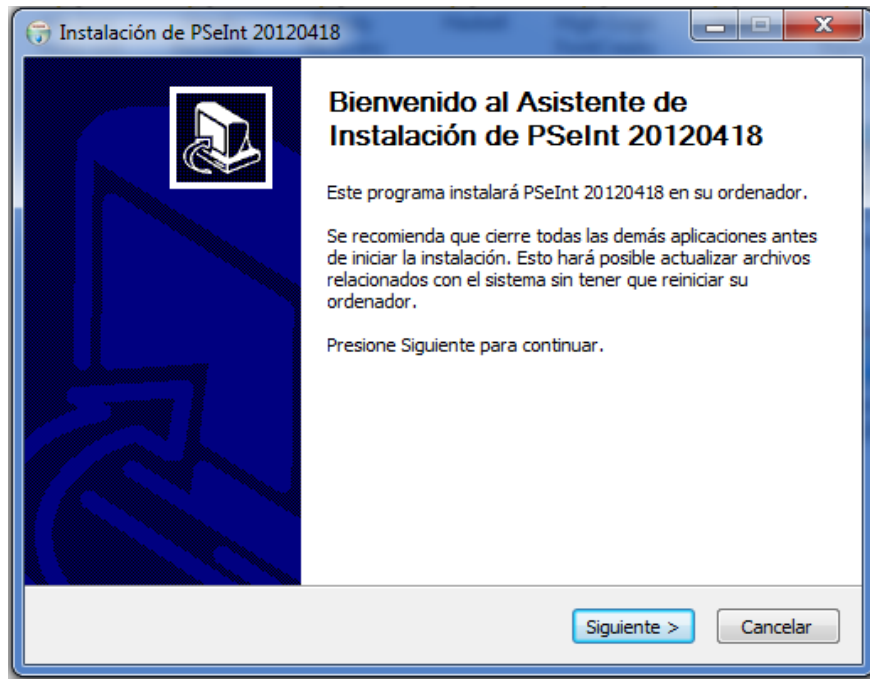 Instalación de PSeInt 20120418
Bienvenido al Asistente de
Instalación de PSeInt 20120418
Este programa instalará PSeInt 20120418 en su ordenador.
Se recomienda que cierre todas las demás aplicaciones antes
de iniciar la instalación. Esto hará posible actualizar archivos
relacionados con el sistema sin tener que reiniciar su
ordenador.
Presione Siguiente para continuar.
Siguiente >
Cancelar